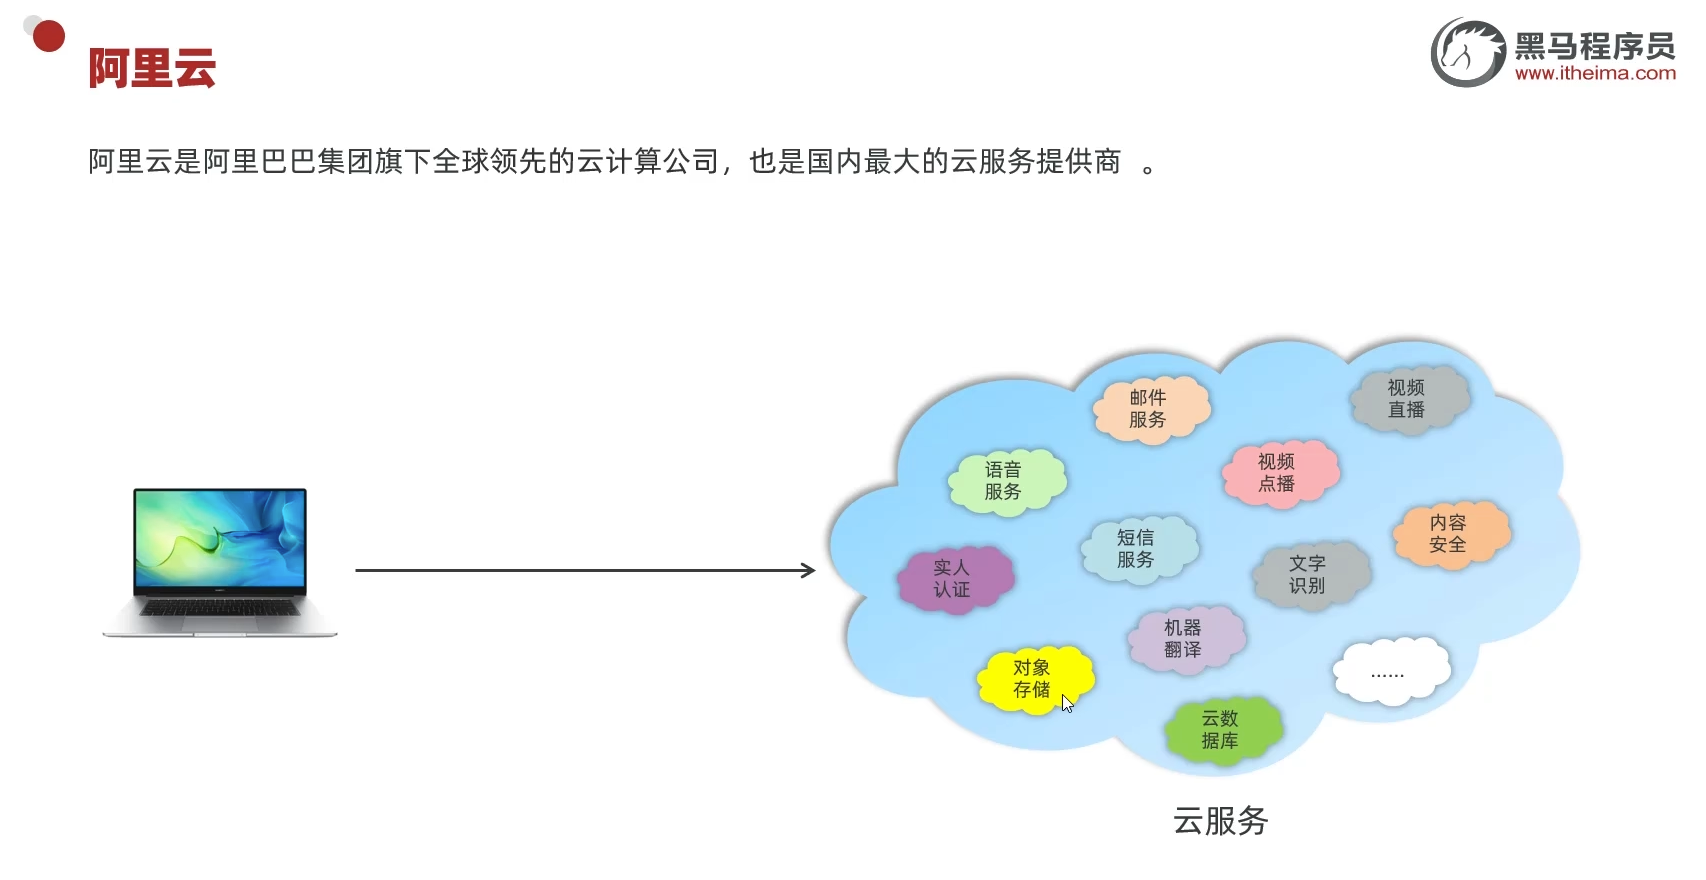 阿里云
黑马程序员
www.itheima.com
阿里云是阿里巴巴集团旗下全球领先的云计算公司，也是国内最大的云服务提供商 。
邮件
服务
视频
直播
语音
服务
视频
点播
内容
安全
短信
服务
实人
认证
文字
识别
机器
翻译
对象
存储
......
云数
据库
云服务